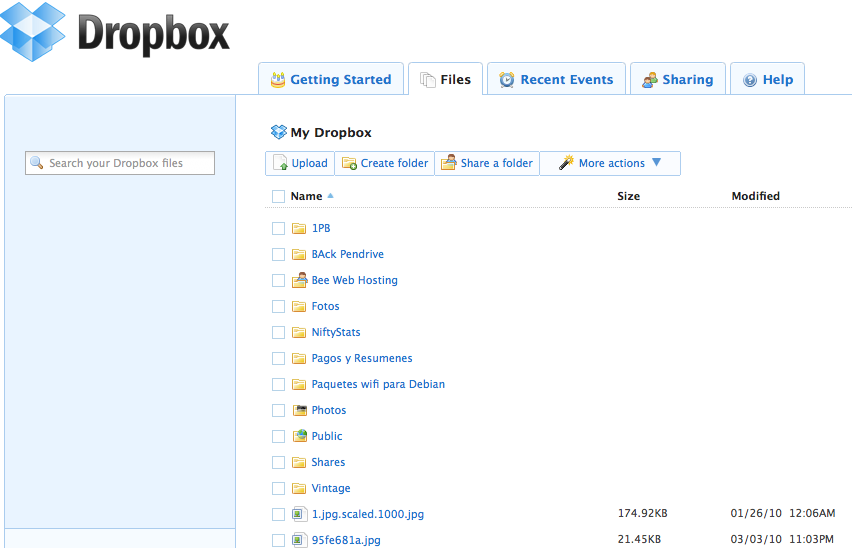 Dropbox
Getting Started Files Recent Events Sharing Help
Search your Dropbox files
My Dropbox
Upload Create folder Share a folder More actions
Name Size Modified
1PB
BAck Pendrive
Bee Web Hosting
Fotos
NiftyStats
Pagos y Resumenes
Paquetes wifi para Debian
Photos
Public
Shares
Vintage
1.jpg.scaled.1000.jpg 174.92KB 01/26/10 12:06AM
95fe681a.jpg 21.45KB 03/03/10 11:03PM